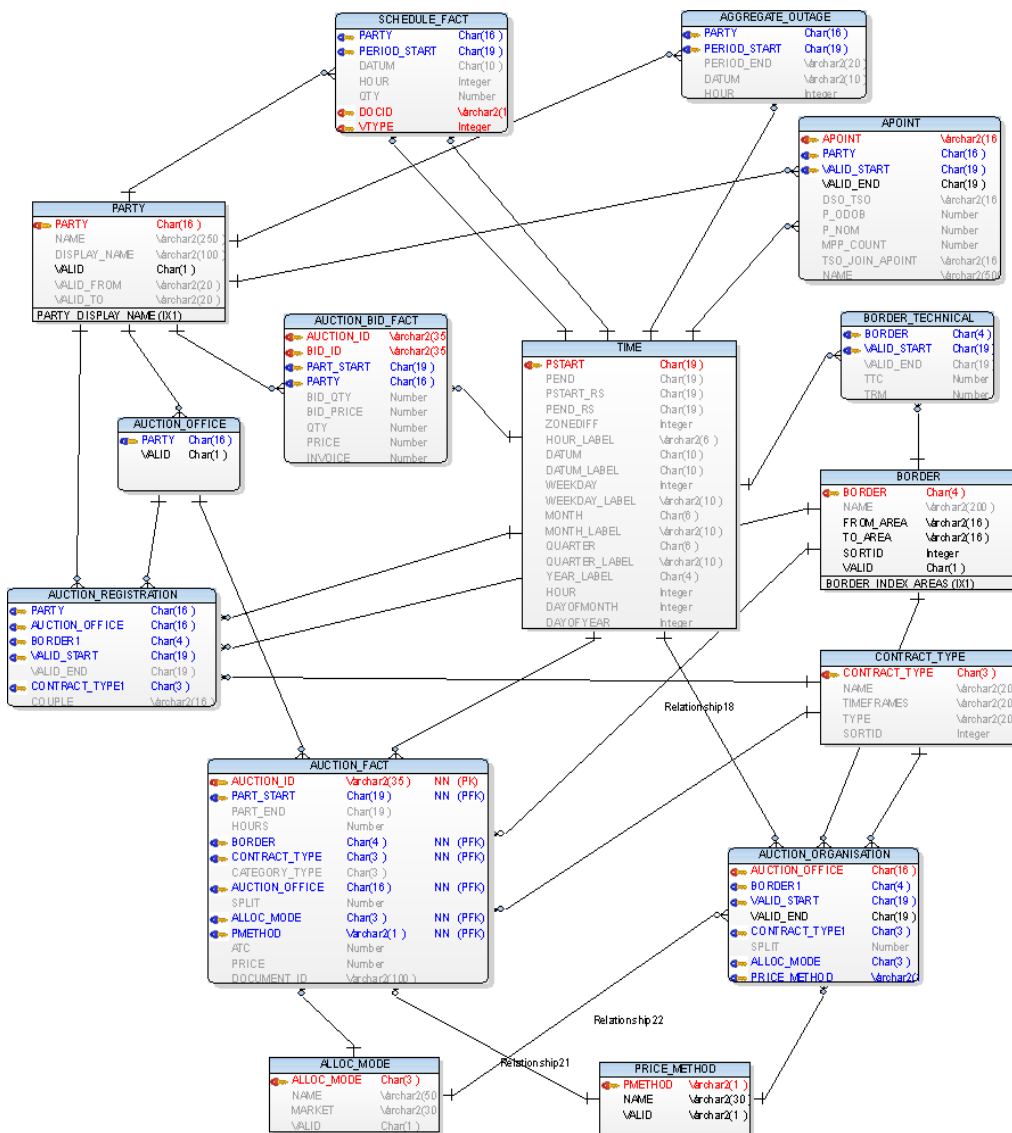 SCHEDULE_FACT
PARTY Char(16 )
PERIOD_START Char(19 )
DATUM Char(10 )
HOUR Integer
QTY Number
DOCID Varchar2(1
VTYPE Integer
AGGREGATE_OUTAGE
PARTY Char(16 )
PERIOD_START Char(19 )
PERIOD_END Varchar2(20
DATUM Varchar2(10
HOUR Integer
APOINT
APOINT Varchar2(16
PARTY Char(16 )
VALID_START Char(19 )
VALID_END Char(19 )
DSO_TSO Varchar2(16
P_ODOB Number
P_NOM Number
MPP_COUNT Number
TSO_JOIN_APOINT Varchar2(16
NAME Varchar2(500
PARTY
PARTY Char(16 )
NAME Varchar2(250 )
DISPLAY_NAME Varchar2(100 )
VALID Char(1 )
VALID_FROM Varchar2(20 )
VALID_TO Varchar2(20 )
PARTY_DISPLAY_NAME (IX1)
AUCTION_BID_FACT
AUCTION_ID Varchar2(35
BID_ID Varchar2(35
PART_START Char(19 )
PARTY Char(16 )
BID_QTY Number
BID_PRICE Number
QTY Number
PRICE Number
INVOICE Number
TIME
PSTART Char(19 )
PEND Char(19 )
PSTART_RS Char(19 )
PEND_RS Char(19 )
ZONEDIFF Integer
HOUR_LABEL Varchar2(6 )
DATUM Char(10 )
DATUM_LABEL Char(10 )
WEEKDAY Integer
WEEKDAY_LABEL Varchar2(10 )
MONTH Char(6 )
MONTH_LABEL Varchar2(10 )
QUARTER Char(6 )
QUARTER_LABEL Varchar2(10 )
YEAR_LABEL Char(4 )
HOUR Integer
DAYOFMONTH Integer
DAYOFYEAR Integer
BORDER_TECHNICAL
BORDER Char(4 )
VALID_START Char(19
VALID_END Char(19
TTC Number
TRM Number
AUCTION_OFFICE
PARTY Char(16 )
VALID Char(1 )
BORDER
BORDER Char(4 )
NAME Varchar2(200 )
FROM_AREA Varchar2(16 )
TO_AREA Varchar2(16 )
SORTID Integer
VALID Char(1 )
BORDER_INDEX_AREAS (IX1)
AUCTION_REGISTRATION
PARTY Char(16 )
AUCTION_OFFICE Char(16 )
BORDER1 Char(4 )
VALID_START Char(19 )
VALID_END Char(19 )
CONTRACT_TYPE1 Char(3 )
COUPLE Varchar2(16 )
CONTRACT_TYPE
CONTRACT_TYPE Char(3 )
NAME Varchar2(20
TIMEFRAMES Varchar2(20
TYPE Varchar2(20
SORTID Integer
Relationship18
AUCTION_FACT
AUCTION_ID Varchar2(35 ) NN (PK)
PART_START Char(19 ) NN (PFK)
PART_END Char(19 )
HOURS Number
BORDER Char(4 ) NN (PFK)
CONTRACT_TYPE Char(3 ) NN (PFK)
CATEGORY_TYPE Char(3 )
AUCTION_OFFICE Char(16 ) NN (PFK)
SPLIT Number
ALLOC_MODE Char(3 ) NN (PFK)
PMETHOD Varchar2(1 ) NN (PFK)
ATC Number
PRICE Number
DOCUMENT_ID Varchar2(100 )
AUCTION_ORGANISATION
AUCTION_OFFICE Char(16 )
BORDER1 Char(4 )
VALID_START Char(19 )
VALID_END Char(19 )
CONTRACT_TYPE1 Char(3 )
SPLIT Number
ALLOC_MODE Char(3 )
PRICE_METHOD Varchar2(
Relationship22
Relationship21
ALLOC_MODE
ALLOC_MODE Char(3 )
NAME Varchar2(50
MARKET Varchar2(30
VALID Char(1 )
PRICE_METHOD
PMETHOD Varchar2(1 )
NAME Varchar2(30 )
VALID Varchar2(1 )